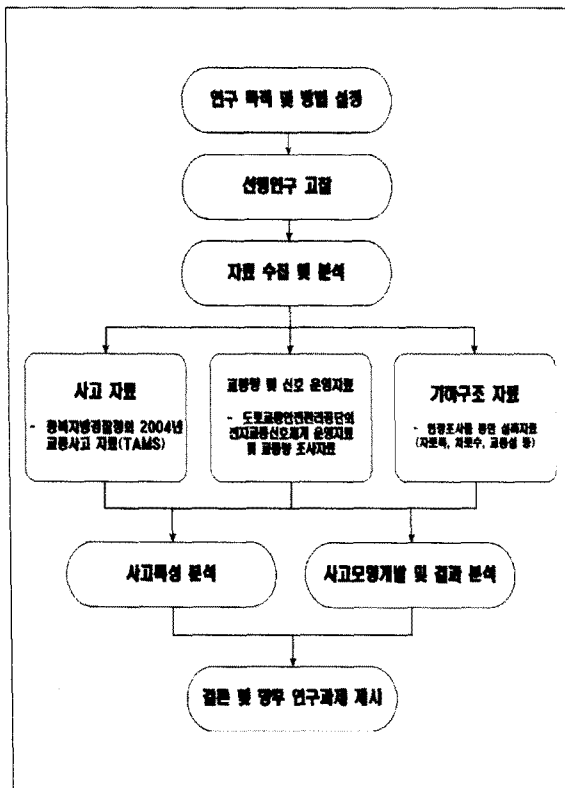 연구 목적 및 방법 설정
선행연구 고찰
자료 수집 및 분석
사고 자료
- 충북지방경찰청의 2004년
교통사고 자료(TAMS)
교통량 및 신호 운영자료
- 도로교통안전관리공단의
전자교통신호체계 운영자료
및 교통량 조사자료
기하구조 자료
- 현장조사를 통한 실측자료
(차로폭, 차로수, 교통섬 등)
사고특성 분석
사고모형개발 및 결과 분석
결론 및 향후 연구과제 제시